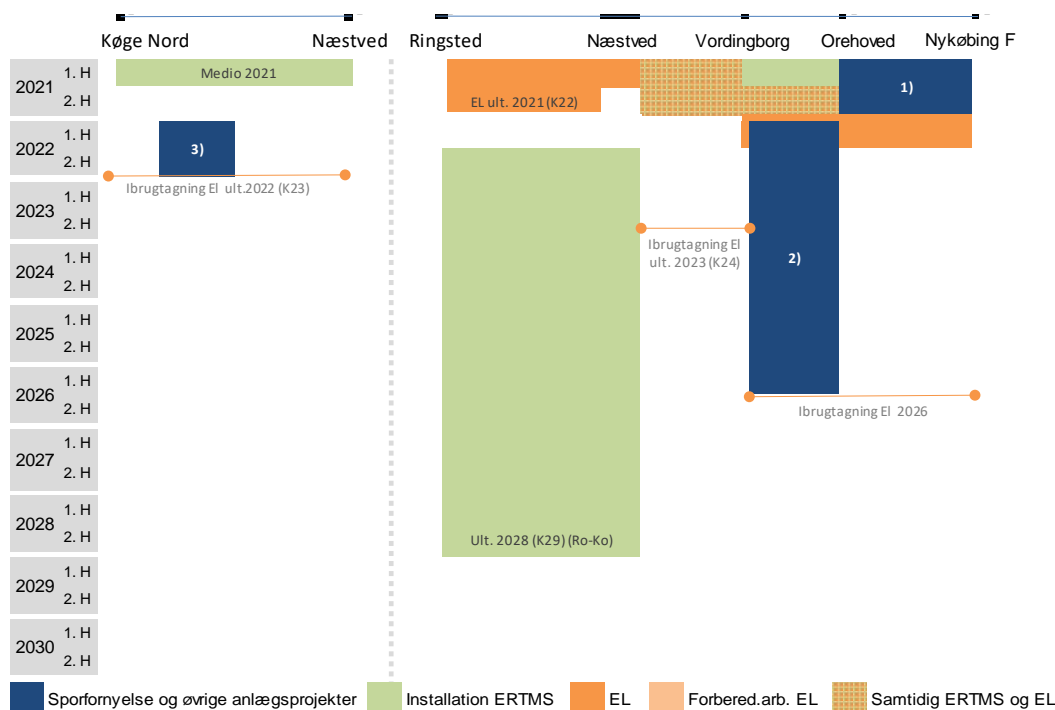 Køge Nord Næstved Ringsted Næstved Vordingborg Orehoved Nykøbing F
2021 1. H 2. H
Medio 2021
EL ult. 2021 (K22)
1)
2022 1. H 2. H
3)
Ibrugtagning El ult.2022 (K23)
2023 1. H 2. H
Ibrugtagning El
ult. 2023 (K24)
2024 1. H 2. H
2)
2025 1. H 2. H
2026 1. H 2. H
Ibrugtagning El 2026
2027 1. H 2. H
2028 1. H 2. H
Ult. 2028 (K29) (Ro-Ko)
2029 1. H 2. H
2030 1. H 2. H
Sporfornyelse og øvrige anlægsprojekter Installation ERTMS EL Forbered.arb. EL Samtidig ERTMS og EL